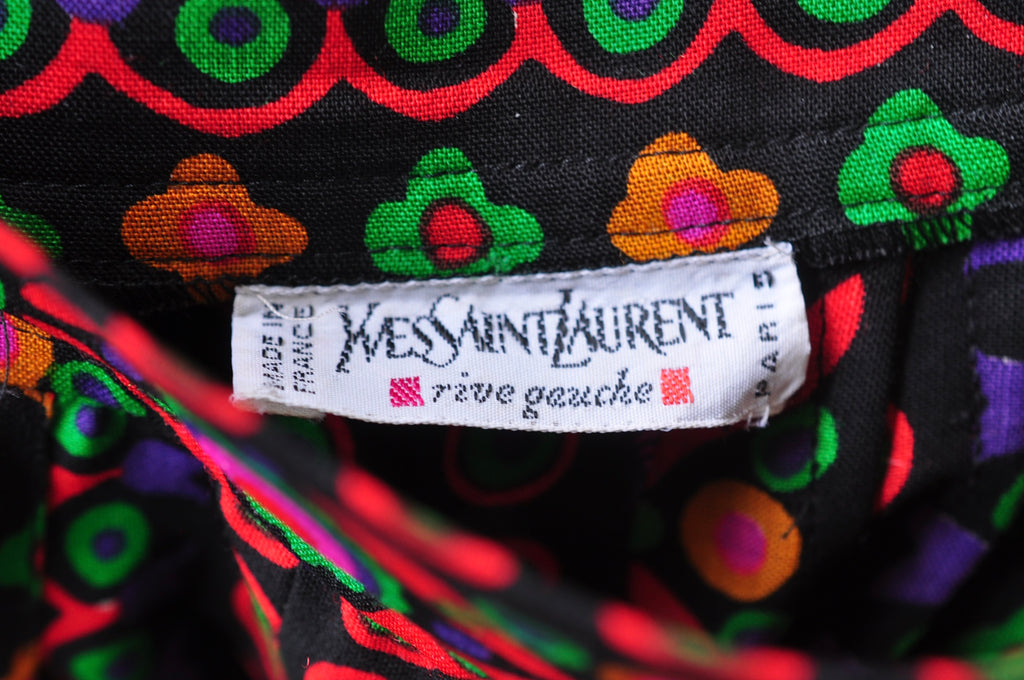 MADE IN
FRANCE
YVES SAINT LAURENT
rive gauche
PARIS